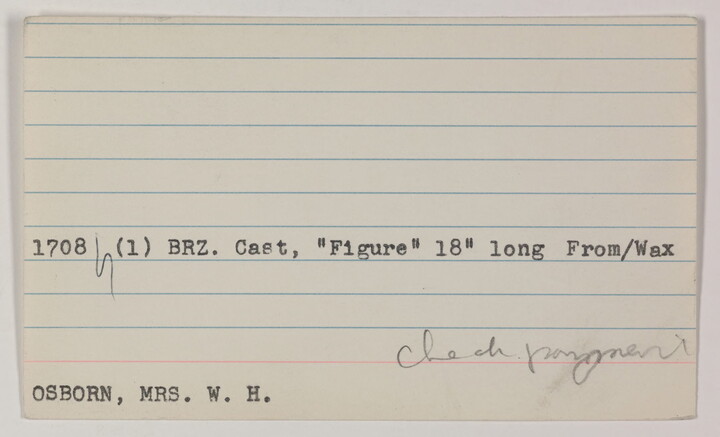 1708 h (1) BRZ. Cast, "Figure" 18" long From/Wax
check payment
OSBORN, MRS. W. H.